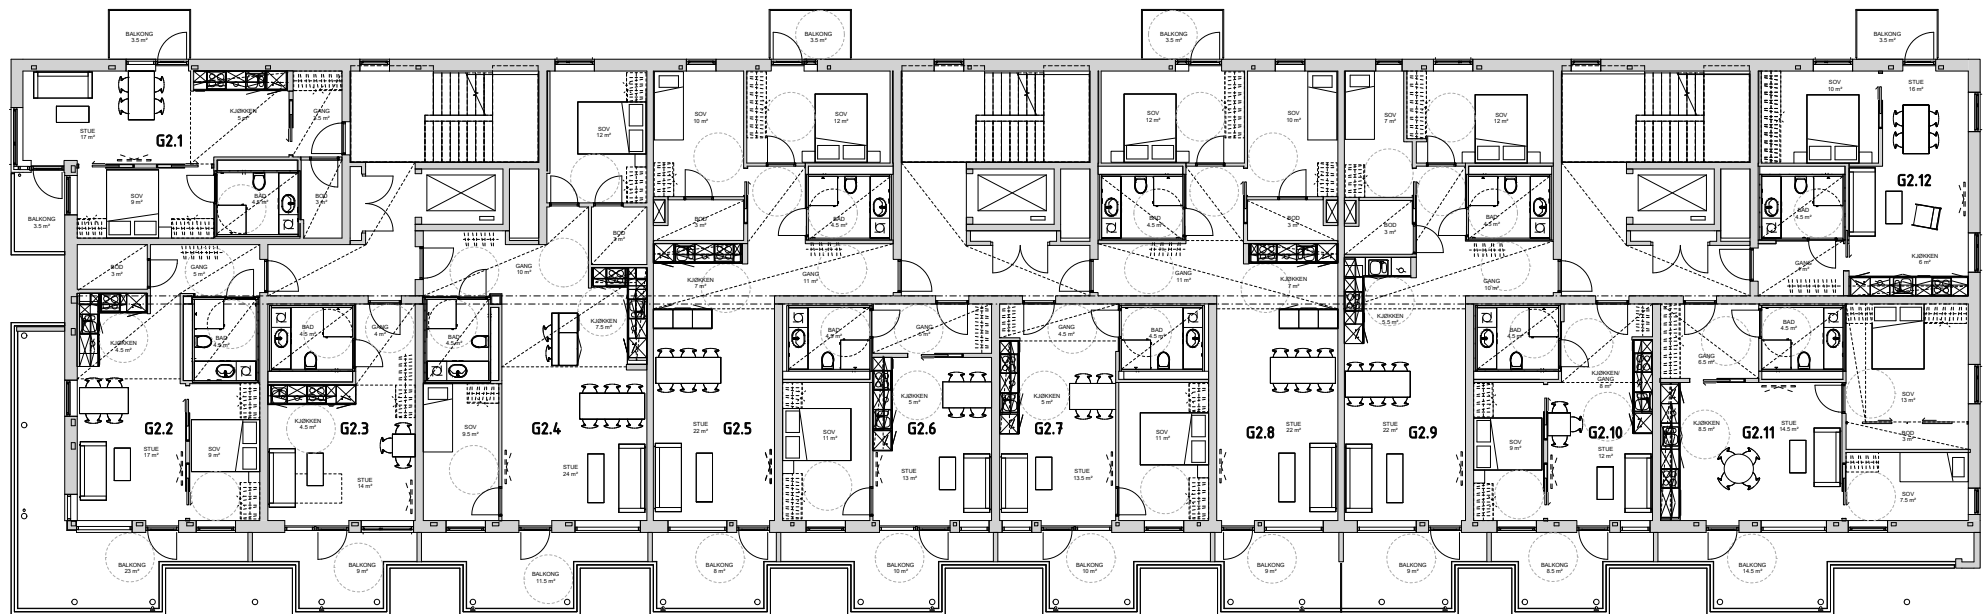 BALKONG
3.5 m²
BALKONG
3.5 m²
BALKONG
3.5 m²
BALKONG
3.5 m²
STUE
17 m²
G2.1
KJØKKEN
5 m²
GANG
3.5 m²
SOV
9 m²
BAD
4.5 m²
BOD
3 m²
BALKONG
3.5 m²
SOV
12 m²
SOV
10 m²
SOV
12 m²
SOV
12 m²
SOV
10 m²
SOV
7 m²
SOV
12 m²
SOV
10 m²
STUE
16 m²
G2.12
BOD
3 m²
GANG
5 m²
GANG
10 m²
BOD
3 m²
BOD
3 m²
BAD
4.5 m²
KJØKKEN
7 m²
GANG
11 m²
BAD
4.5 m²
GANG
11 m²
BOD
3 m²
KJØKKEN
7 m²
BOD
3 m²
BAD
4.5 m²
GANG
10 m²
KJØKKEN
5.5 m²
BAD
4.5 m²
GANG
4 m²
KJØKKEN
6 m²
KJØKKEN
4.5 m²
BAD
4.5 m²
BAD
4.5 m²
GANG
4 m²
BAD
4.5 m²
KJØKKEN
7.5 m²
BAD
4.5 m²
GANG
6 m²
GANG
4.5 m²
BAD
4.5 m²
BAD
4.5 m²
KJØKKEN/
GANG
8 m²
GANG
6.5 m²
BAD
4.5 m²
G2.2
STUE
17 m²
SOV
9 m²
KJØKKEN
4.5 m²
G2.3
STUE
14 m²
SOV
9.5 m²
G2.4
STUE
24 m²
STUE
22 m²
G2.5
SOV
11 m²
KJØKKEN
5 m²
G2.6
STUE
13 m²
KJØKKEN
5 m²
G2.7
STUE
13.5 m²
SOV
11 m²
G2.8
STUE
22 m²
STUE
22 m²
G2.9
SOV
9 m²
G2.10
STUE
12 m²
KJØKKEN
8.5 m²
G2.11
STUE
14.5 m²
SOV
13 m²
BOD
3 m²
SOV
7.5 m²
BALKONG
23 m²
BALKONG
9 m²
BALKONG
11.5 m²
BALKONG
8 m²
BALKONG
10 m²
BALKONG
10 m²
BALKONG
9 m²
BALKONG
9 m²
BALKONG
8.5 m²
BALKONG
14.5 m²